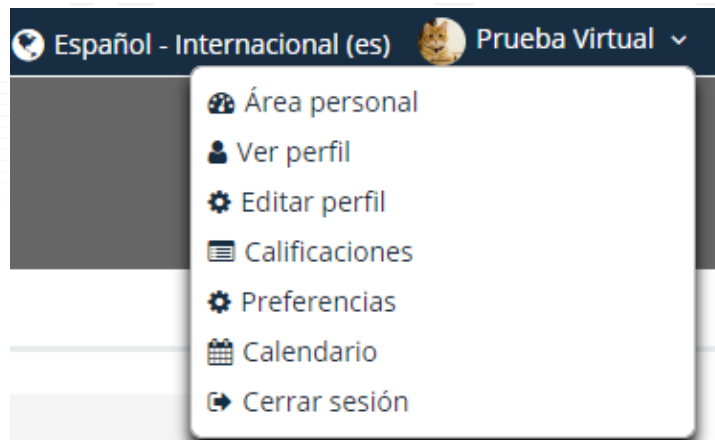 Español - Internacional (es) Prueba Virtual
Área personal
Ver perfil
Editar perfil
Calificaciones
Preferencias
Calendario
Cerrar sesión